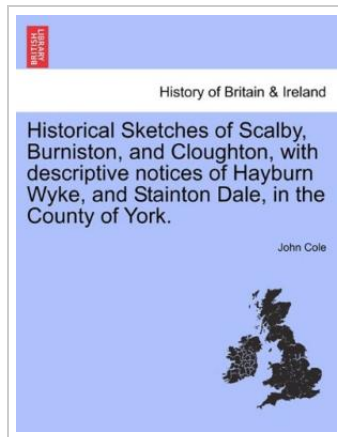 BRITISH
LIBRARY
History of Britain & Ireland
Historical Sketches of Scalby,
Burniston, and Cloughton, with
descriptive notices of Hayburn
Wyke, and Stainton Dale, in the
County of York.
John Cole